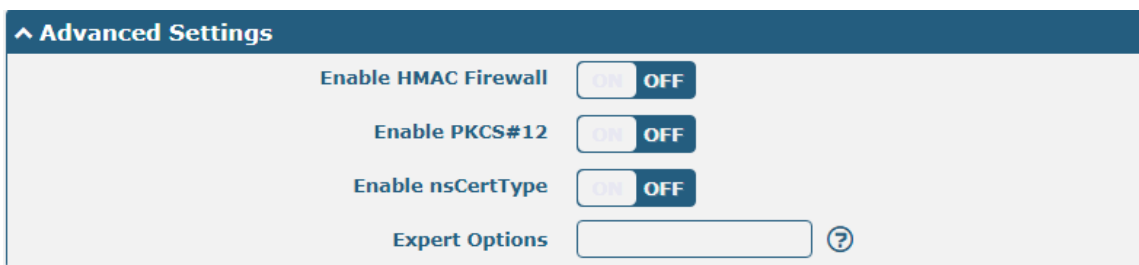 Advanced Settings
Enable HMAC Firewall ON OFF
Enable PKCS#12 ON OFF
Enable nsCertType ON OFF
Expert Options ?